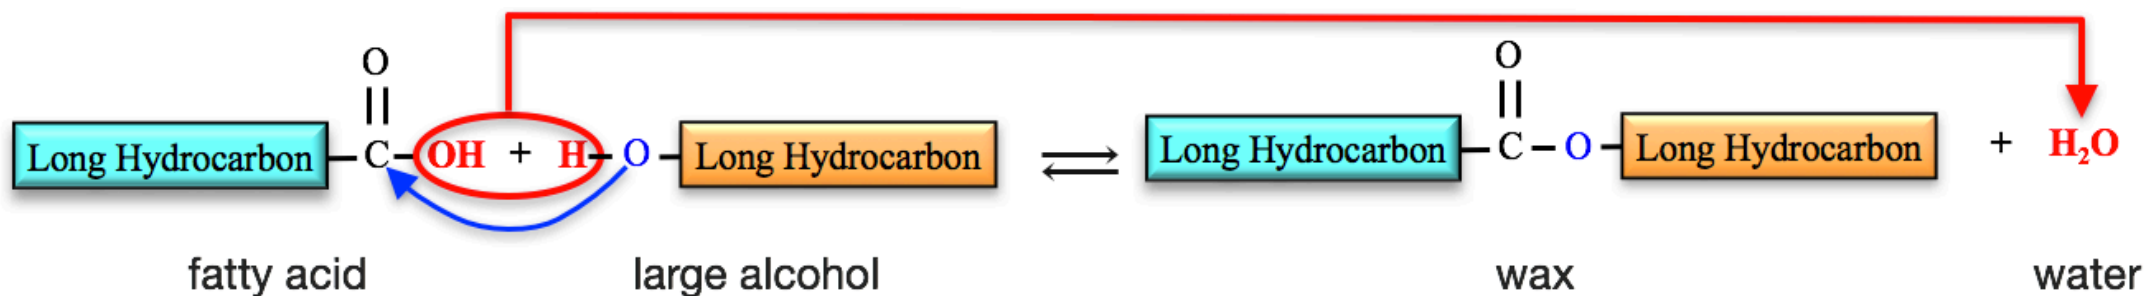 O
O
Long Hydrocarbon C OH + H O Long Hydrocarbon ⇌ Long Hydrocarbon C O Long Hydrocarbon + H₂O
fatty acid large alcohol wax water